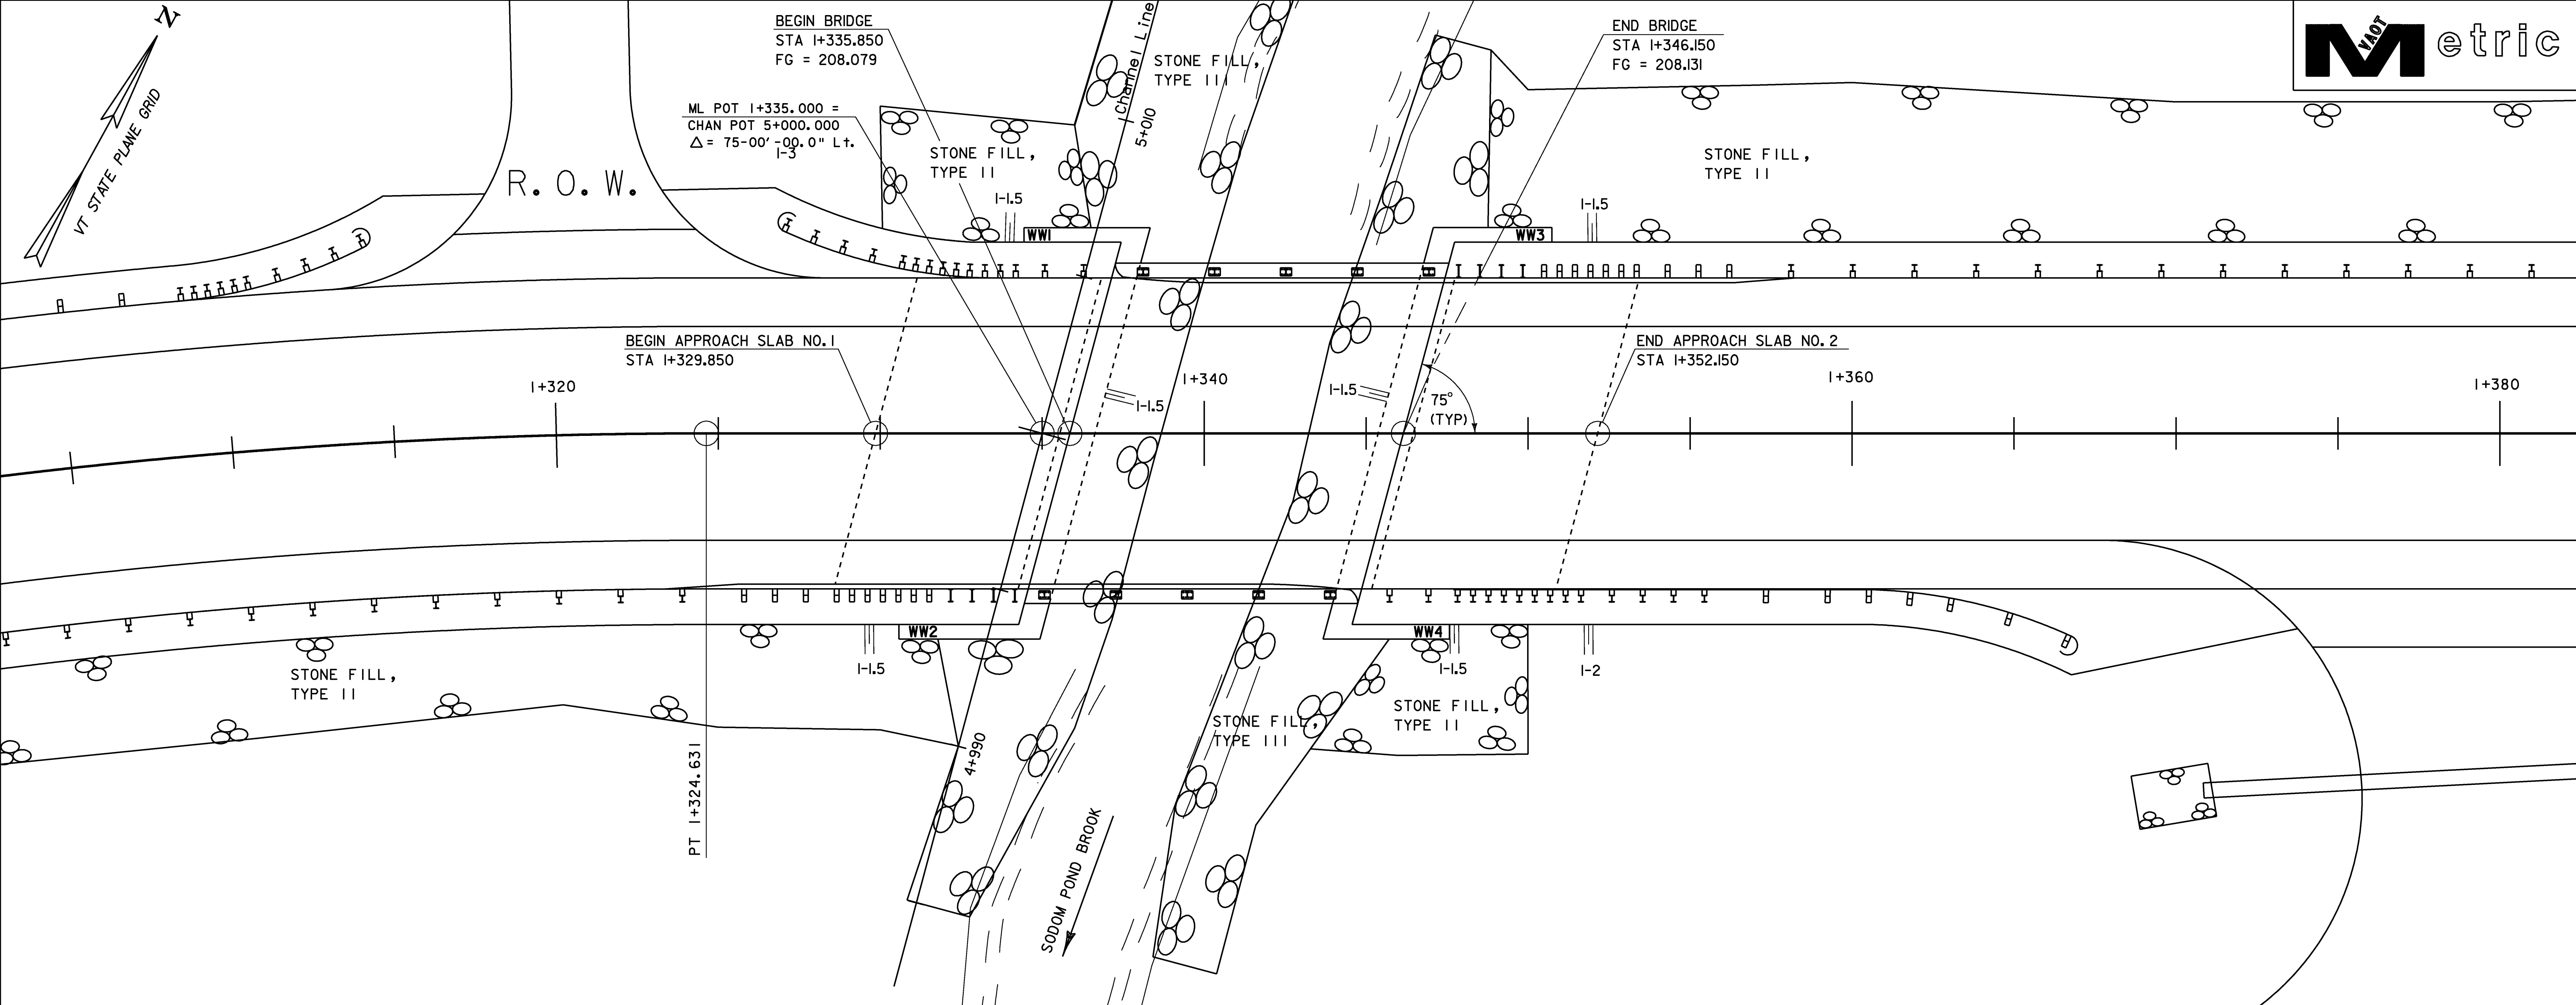 N
VT STATE PLANE GRID
BEGIN BRIDGE
STA 1+335.850
FG = 208.079
ML POT 1+335.000 =
CHAN POT 5+000.000
△ = 75-00'-00.0" Lt.
1-3
R.O.W.
STONE FILL,
TYPE II
1-1.5
WW1
Channel Line
5+010
STONE FILL,
TYPE III
END BRIDGE
STA 1+346.150
FG = 208.131
VAOT
Metric
STONE FILL,
TYPE II
1-1.5
WW3
BEGIN APPROACH SLAB NO. 1
STA 1+329.850
END APPROACH SLAB NO. 2
STA 1+352.150
1+320
1+340
1+360
1+380
1-1.5
1-1.5
75°
(TYP)
WW2
1-1.5
WW4
1-1.5
1-2
STONE FILL,
TYPE II
PT 1+324.631
4+990
STONE FILL,
TYPE III
STONE FILL,
TYPE II
SODOM POND BROOK